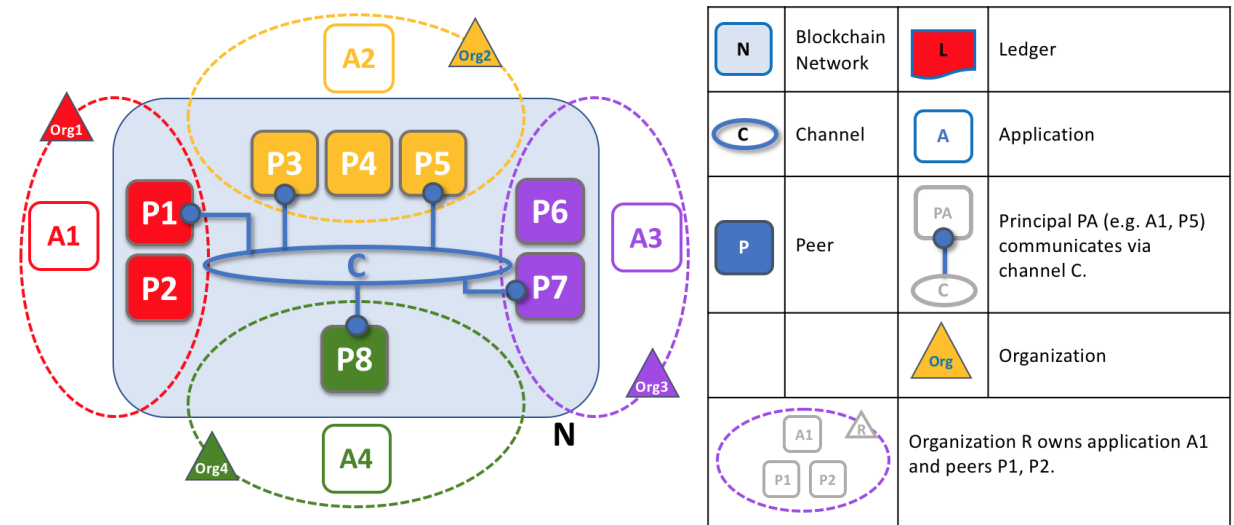 A2
Org2
Org1
P3
P4
P5
P1
P6
A1
A3
C
P2
P7
P8
Org3
N
A4
Org4
N
Blockchain
Network
L
Ledger
C
Channel
A
Application
P
Peer
PA
C
Principal PA (e.g. A1, P5)
communicates via
channel C.
Org
Organization
A1
R
P1
P2
Organization R owns application A1
and peers P1, P2.